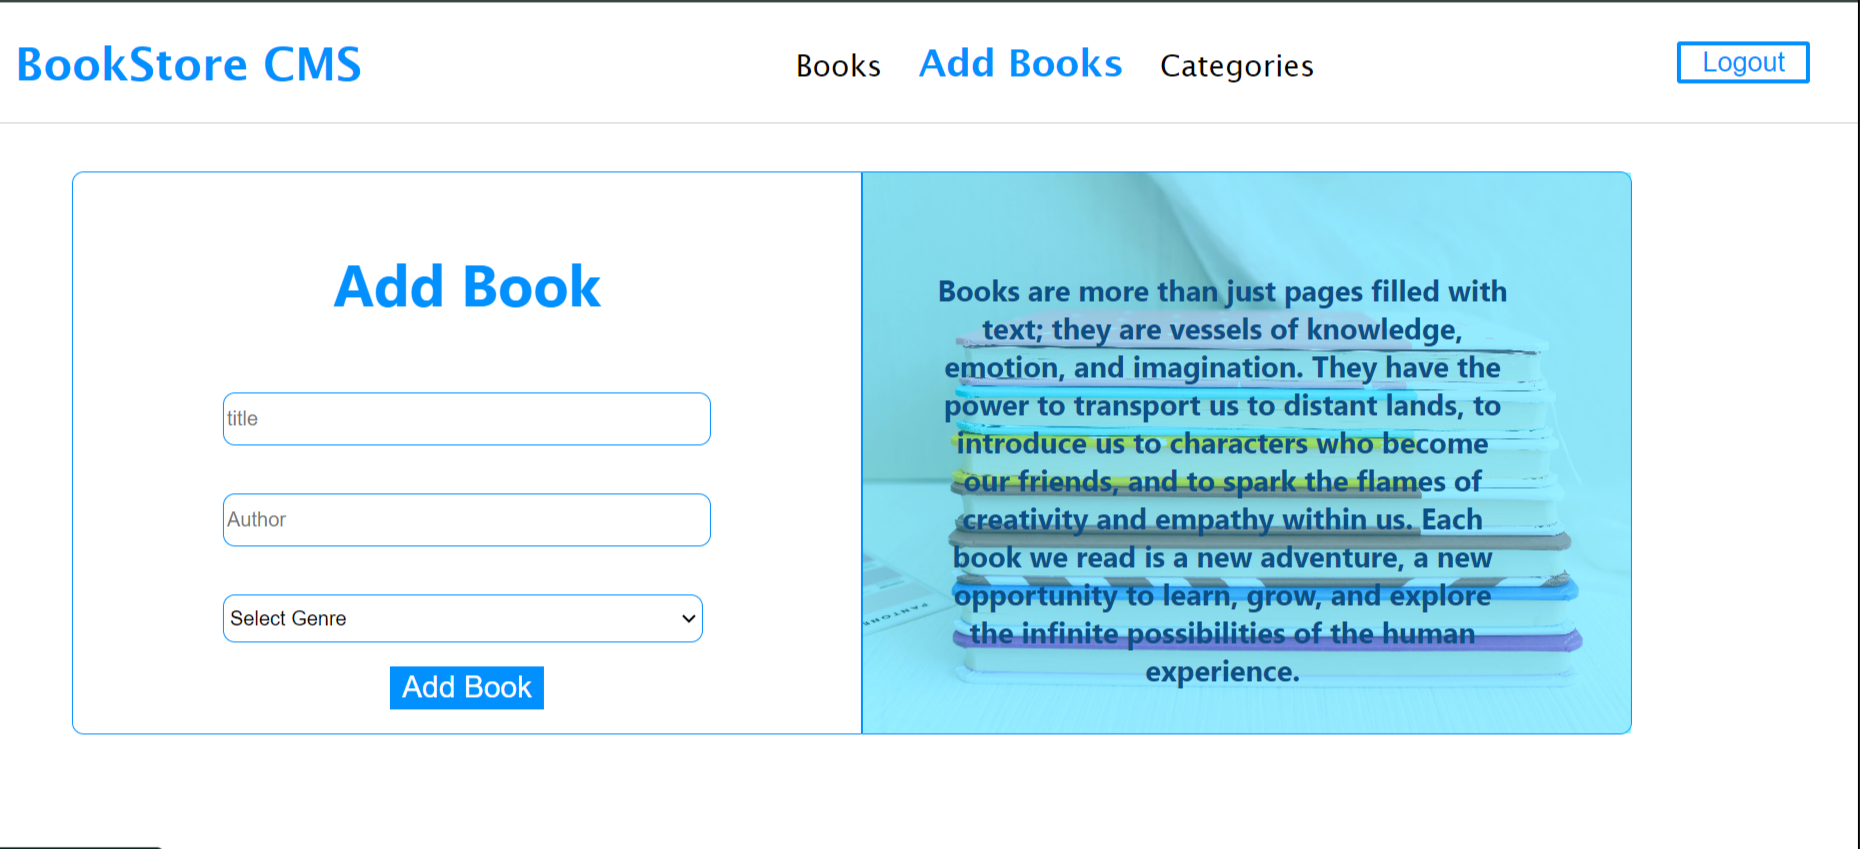 BookStore CMS
Books
Add Books
Categories
Logout
Add Book
title
Author
Select Genre
Add Book
Books are more than just pages filled with
text; they are vessels of knowledge,
emotion, and imagination. They have the
power to transport us to distant lands, to
introduce us to characters who become
our friends, and to spark the flames of
creativity and empathy within us. Each
book we read is a new adventure, a new
opportunity to learn, grow, and explore
the infinite possibilities of the human
experience.
PANTONE